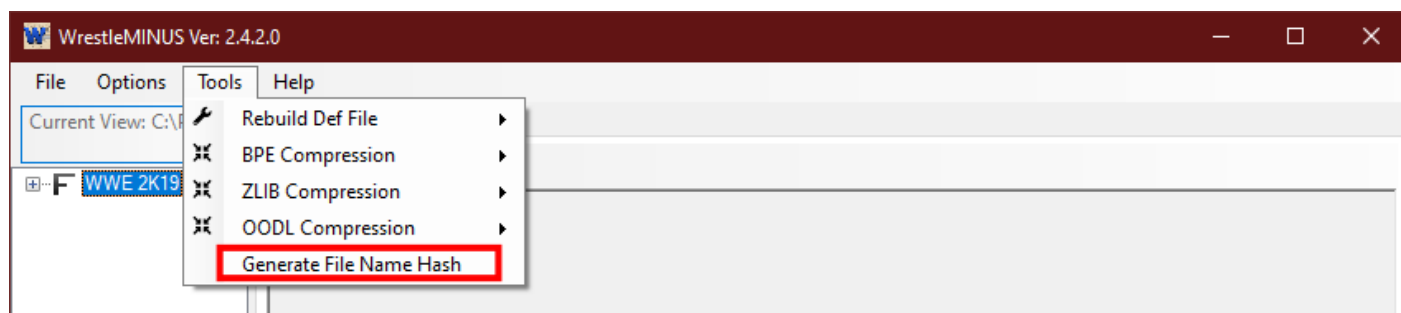 WrestleMINUS Ver: 2.4.2.0
File Options Tools Help
Current View: C:\
Rebuild Def File
BPE Compression
WWE 2K19
ZLIB Compression
OODL Compression
Generate File Name Hash